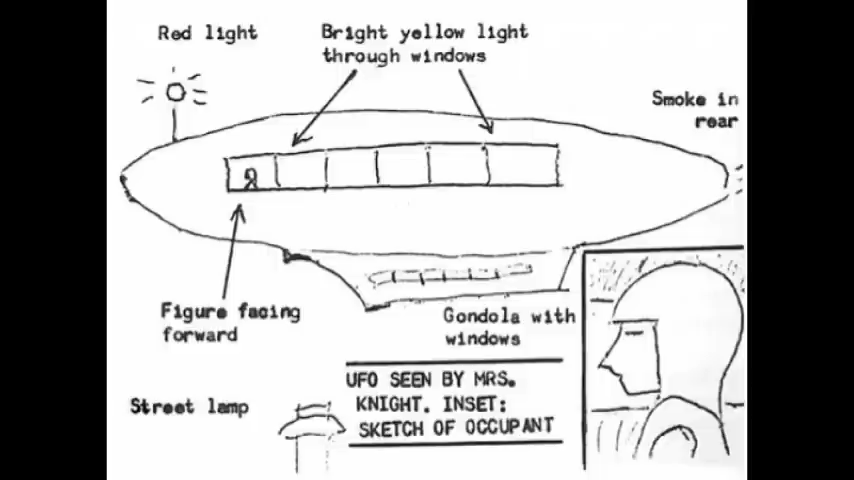 Red light
Bright yellow light
through windows
Smoke in
rear
Figure facing
forward
Gondola with
windows
Street lamp
UFO SEEN BY MRS.
KNIGHT. INSET:
SKETCH OF OCCUPANT